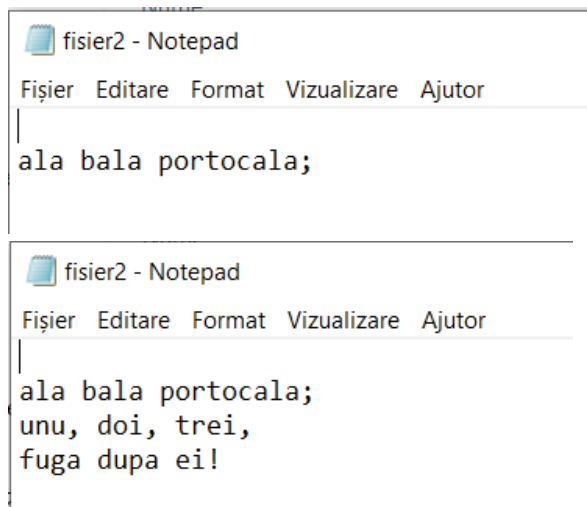 fisier2 - Notepad
Fișier Editare Format Vizualizare Ajutor
ala bala portocala;
fisier2 - Notepad
Fișier Editare Format Vizualizare Ajutor
ala bala portocala;
unu, doi, trei,
fuga dupa ei!